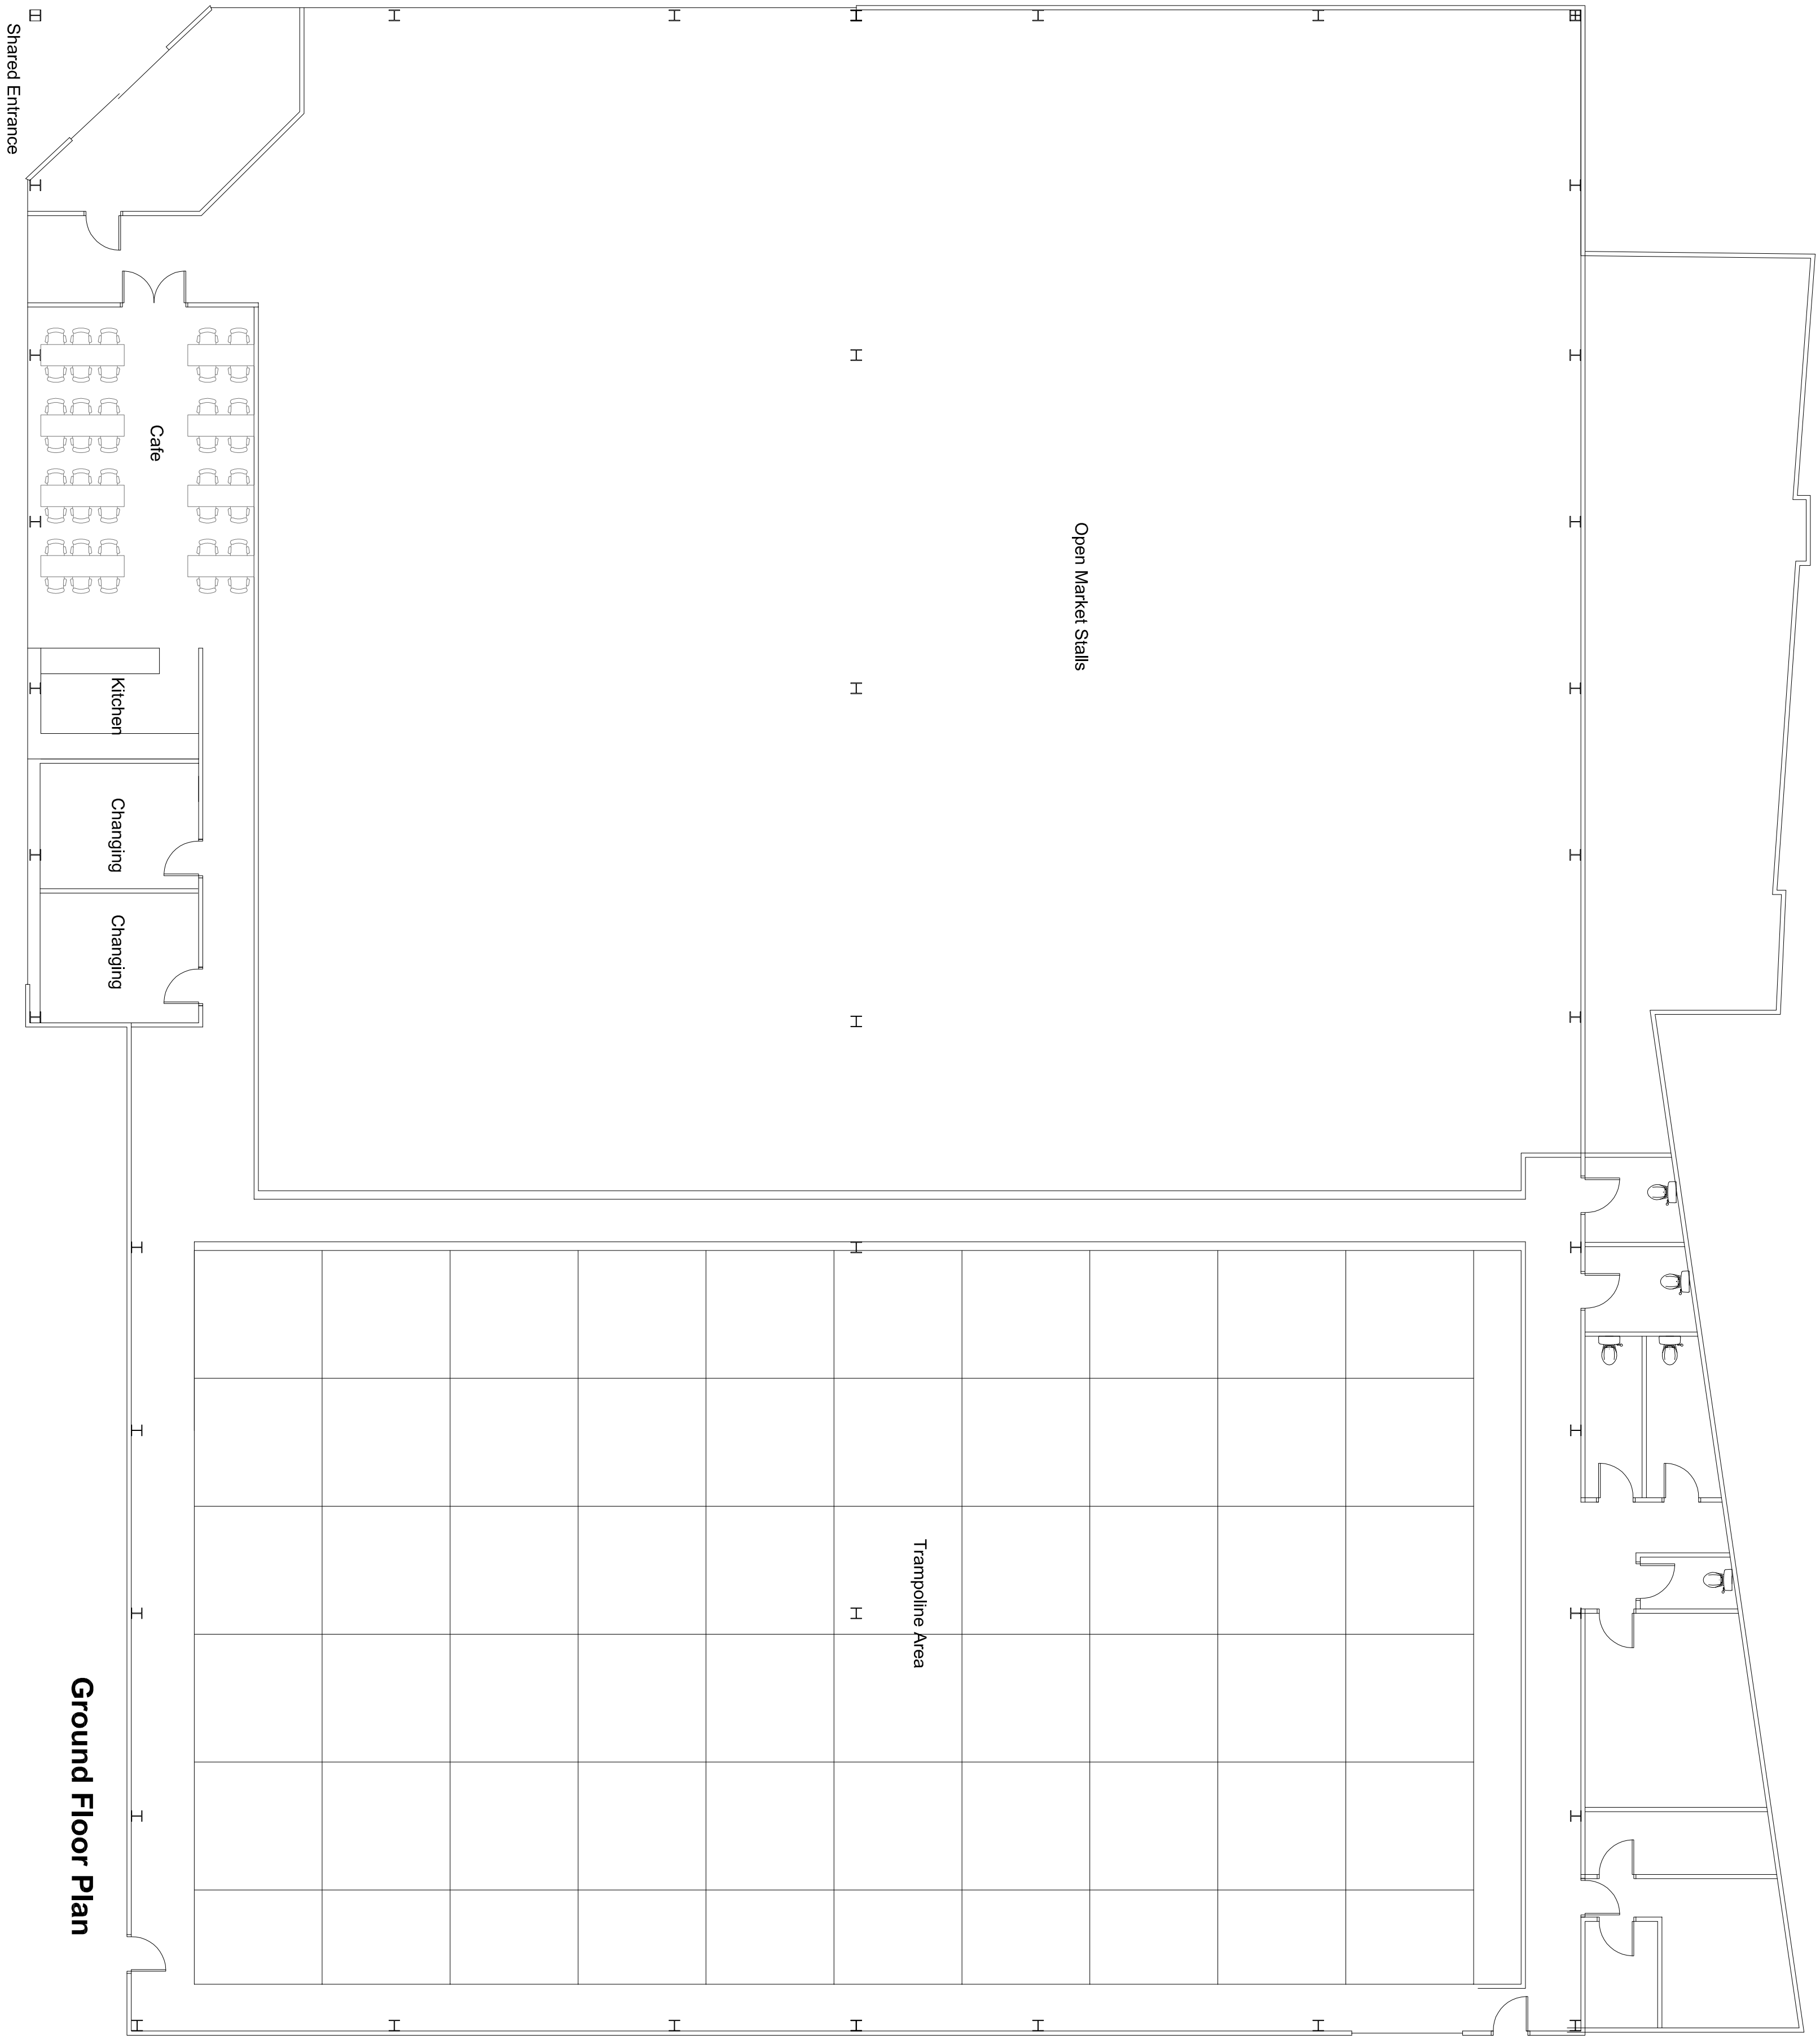 Shared Entrance
Cafe
Open Market Stalls
Kitchen
Changing
Changing
Trampoline Area
Ground Floor Plan